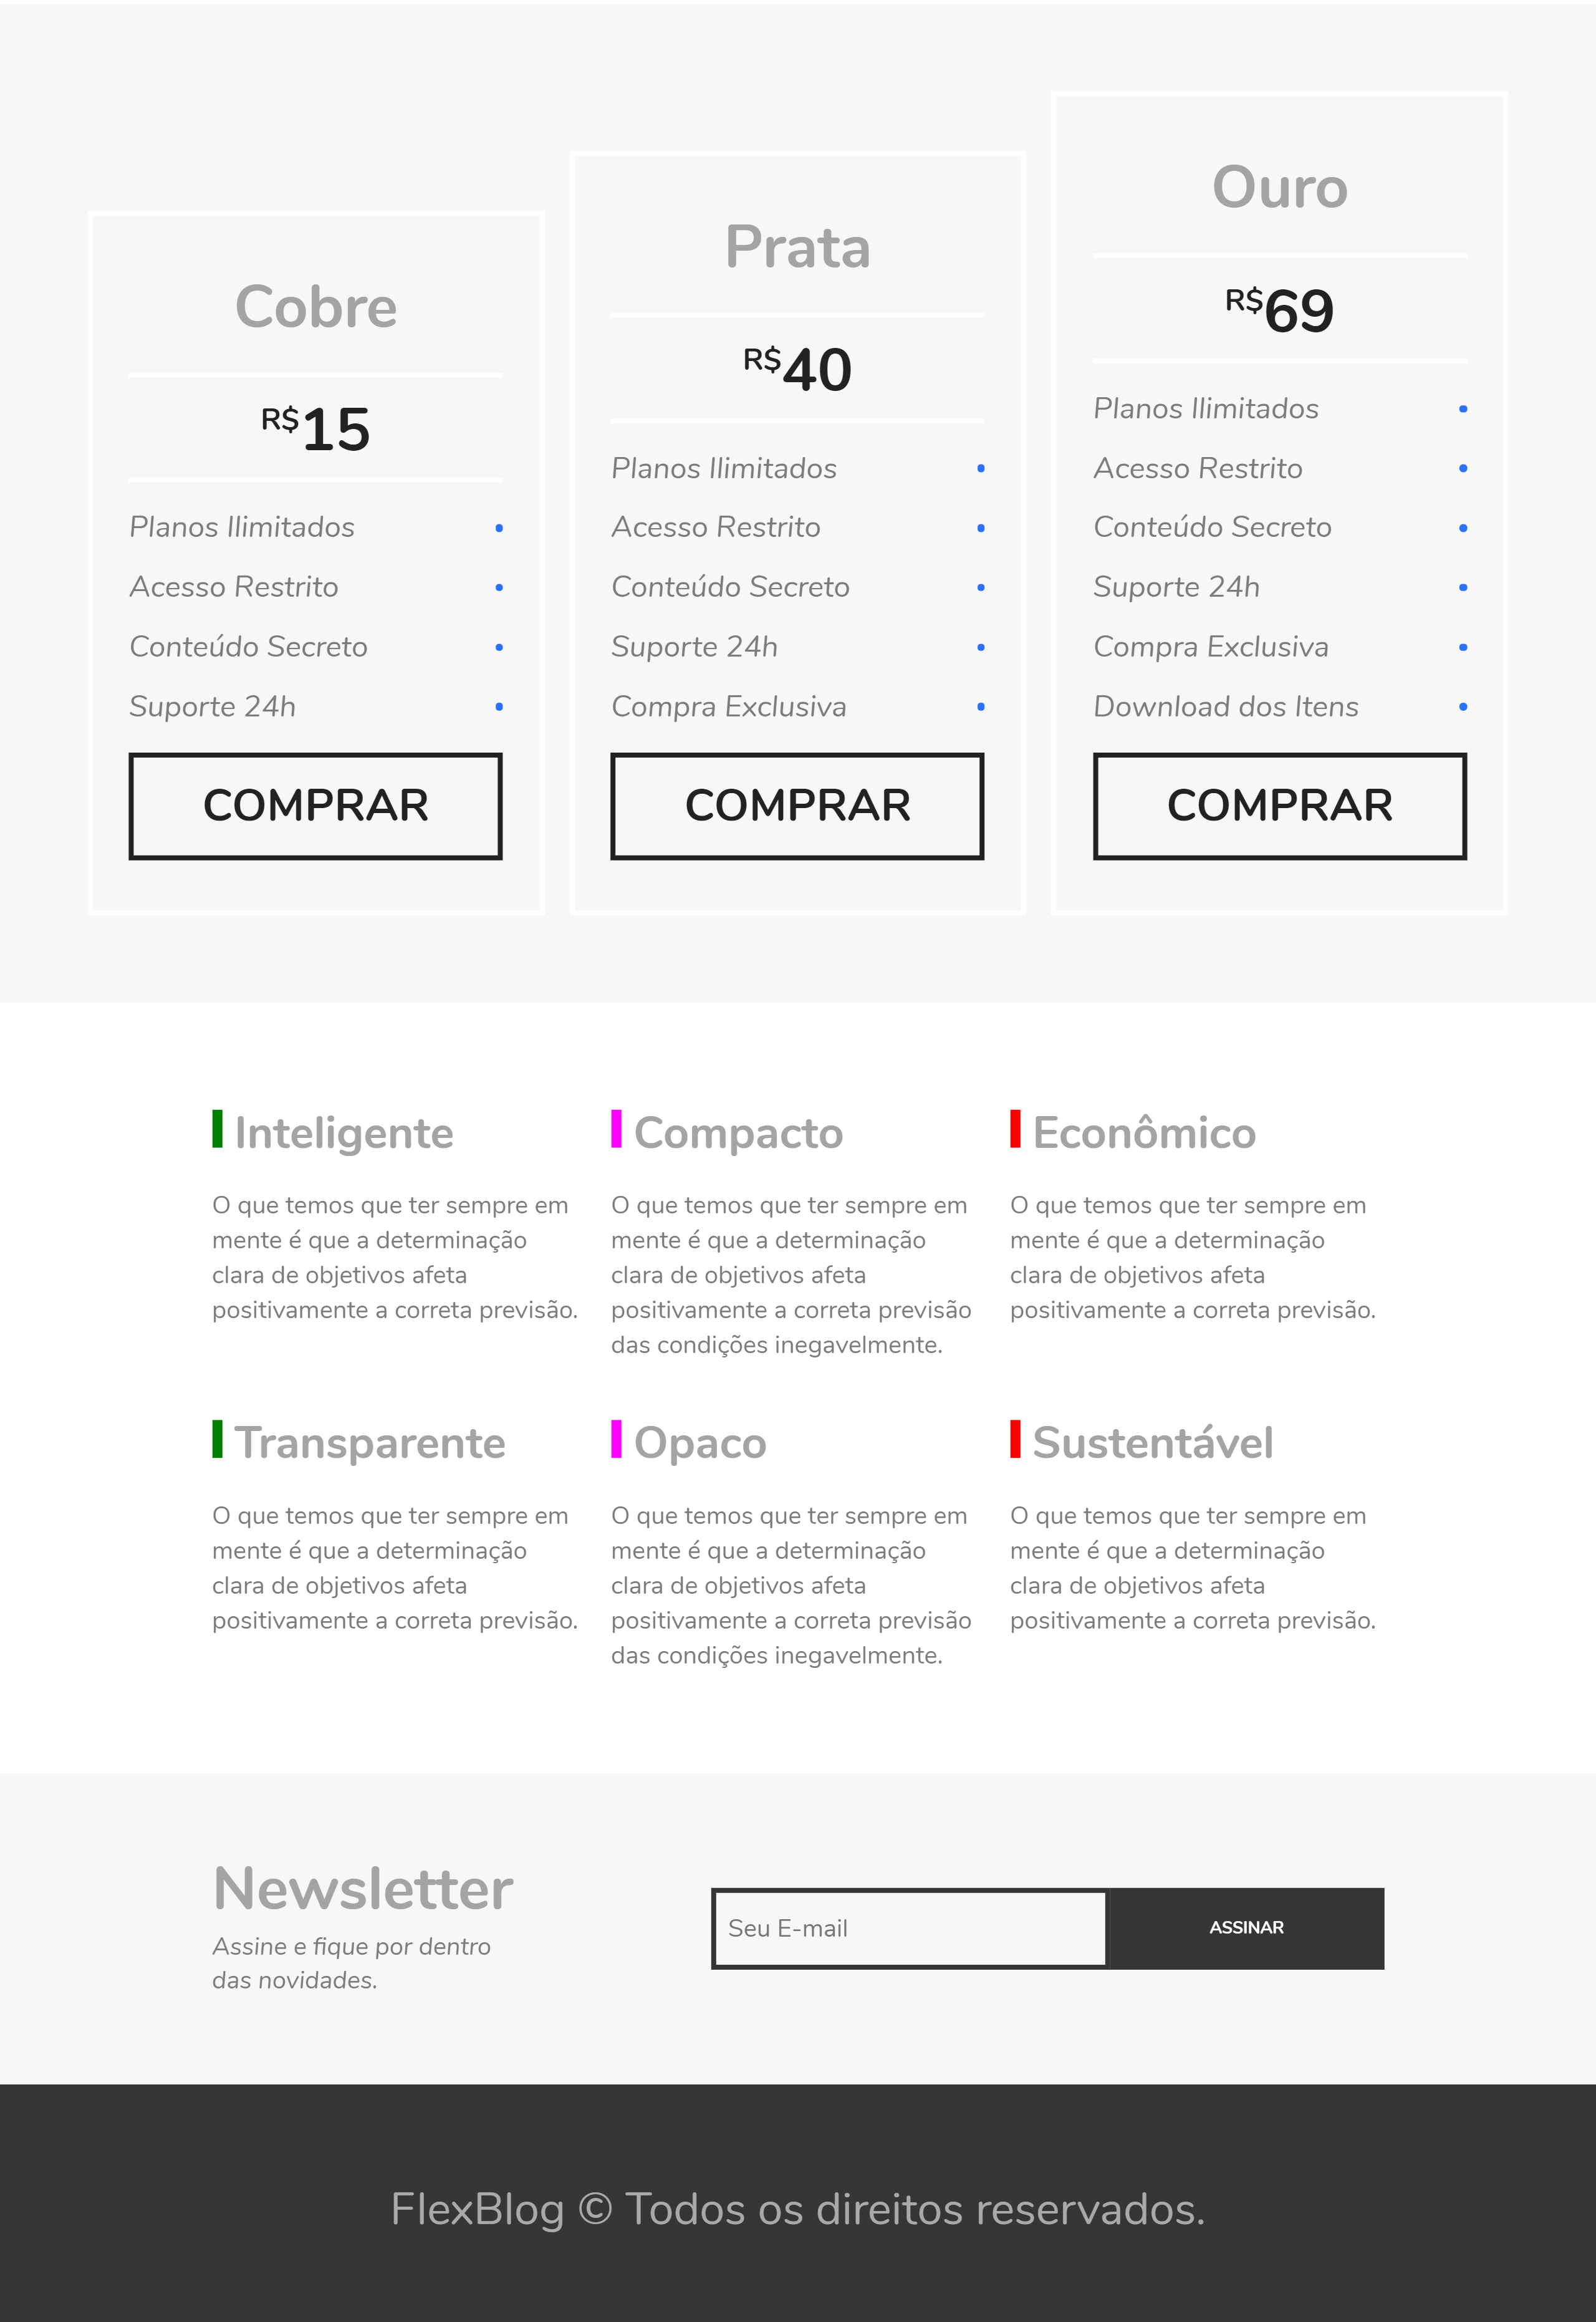 Cobre
R$15
Planos Ilimitados
Acesso Restrito
Conteúdo Secreto
Suporte 24h
COMPRAR
Prata
R$40
Planos Ilimitados
Acesso Restrito
Conteúdo Secreto
Suporte 24h
Compra Exclusiva
COMPRAR
Ouro
R$69
Planos Ilimitados
Acesso Restrito
Conteúdo Secreto
Suporte 24h
Compra Exclusiva
Download dos Itens
COMPRAR
Inteligente
O que temos que ter sempre em
mente é que a determinação
clara de objetivos afeta
positivamente a correta previsão.
Compacto
O que temos que ter sempre em
mente é que a determinação
clara de objetivos afeta
positivamente a correta previsão
das condições inegavelmente.
Econômico
O que temos que ter sempre em
mente é que a determinação
clara de objetivos afeta
positivamente a correta previsão.
Transparente
O que temos que ter sempre em
mente é que a determinação
clara de objetivos afeta
positivamente a correta previsão.
Opaco
O que temos que ter sempre em
mente é que a determinação
clara de objetivos afeta
positivamente a correta previsão
das condições inegavelmente.
Sustentável
O que temos que ter sempre em
mente é que a determinação
clara de objetivos afeta
positivamente a correta previsão.
Newsletter
Assine e fique por dentro
das novidades.
Seu E-mail
ASSINAR
FlexBlog © Todos os direitos reservados.